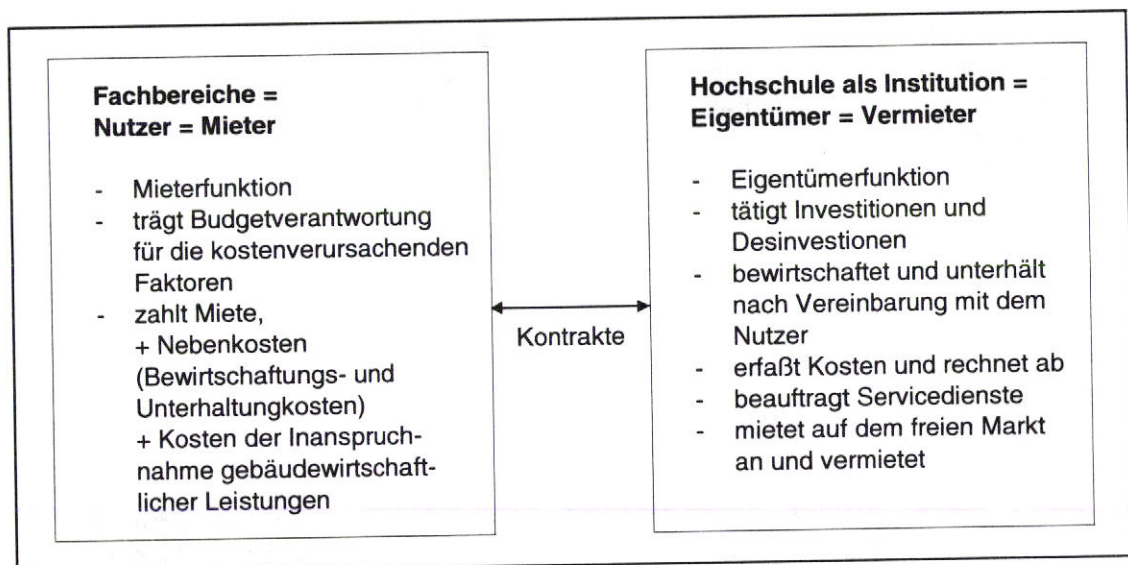 Fachbereiche =
Nutzer = Mieter
- Mieterfunktion
- trägt Budgetverantwortung
für die kostenverursachenden
Faktoren
- zahlt Miete,
+ Nebenkosten
(Bewirtschaftungs- und
Unterhaltungkosten)
+ Kosten der Inanspruch-
nahme gebäudewirtschaft-
licher Leistungen
Kontrakte
Hochschule als Institution =
Eigentümer = Vermieter
- Eigentümerfunktion
- tätigt Investitionen und
Desinvestionen
- bewirtschaftet und unterhält
nach Vereinbarung mit dem
Nutzer
- erfaßt Kosten und rechnet ab
- beauftragt Servicedienste
- mietet auf dem freien Markt
an und vermietet